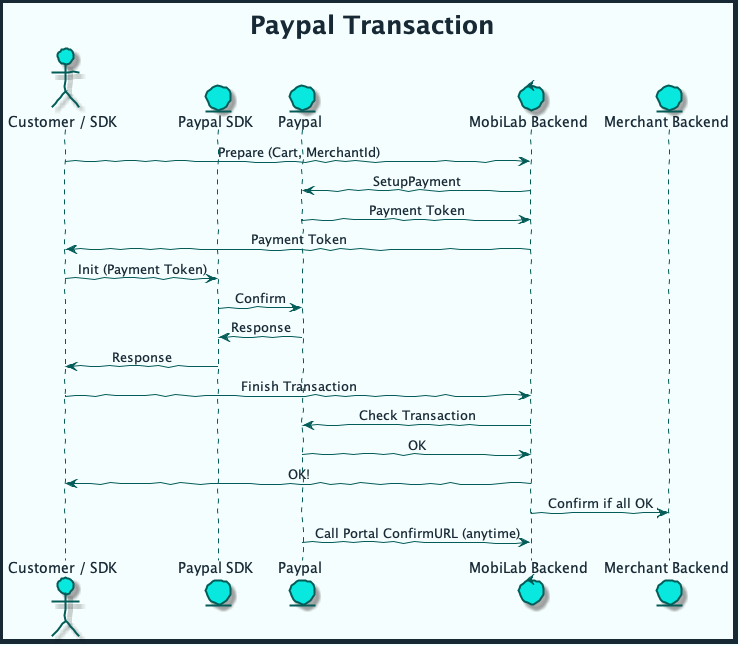 Paypal Transaction
Customer / SDK
Paypal SDK
Paypal
MobiLab Backend
Merchant Backend
Prepare (Cart, MerchantId)
SetupPayment
Payment Token
Payment Token
Init (Payment Token)
Confirm
Response
Response
Finish Transaction
Check Transaction
OK
OK!
Confirm if all OK
Call Portal ConfirmURL (anytime)
Customer / SDK
Paypal SDK
Paypal
MobiLab Backend
Merchant Backend